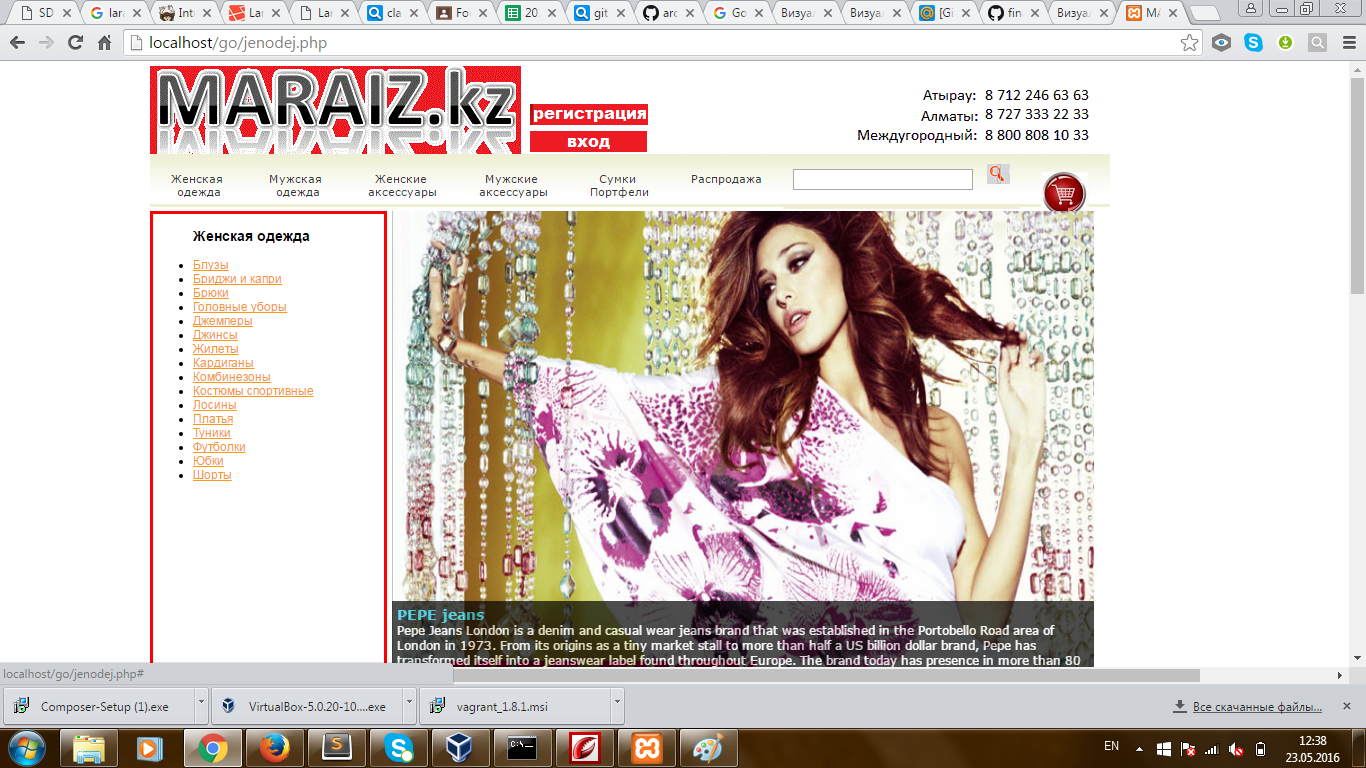 SD
lara
Intr
Lar
Lar
cla
For
20
git
arc
Goo
Визуа
Визуа
[Gi
fin
Визуа
MA
localhost/go/jenodej.php
MARAIZ.kz
регистрация
вход
Атырау: 8 712 246 63 63
Алматы: 8 727 333 22 33
Междугородный: 8 800 808 10 33
Женская одежда
Мужская одежда
Женские аксессуары
Мужские аксессуары
Сумки Портфели
Распродажа
Женская одежда
Блузы
Бриджи и капри
Брюки
Головные уборы
Джемперы
Джинсы
Жилеты
Кардиганы
Комбинезоны
Костюмы спортивные
Лосины
Платья
Туники
Футболки
Юбки
Шорты
PEPE jeans
Pepe Jeans London is a denim and casual wear jeans brand that was established in the Portobello Road area of
London in 1973. From its origins as a tiny market stall to more than half a US billion dollar brand, Pepe has
transformed itself into a jeanswear label found throughout Europe. The brand today has presence in more than 80
localhost/go/jenodej.php#
Composer-Setup (1).exe
VirtualBox-5.0.20-10....exe
vagrant_1.8.1.msi
Все скачанные файлы...
EN
12:38
23.05.2016